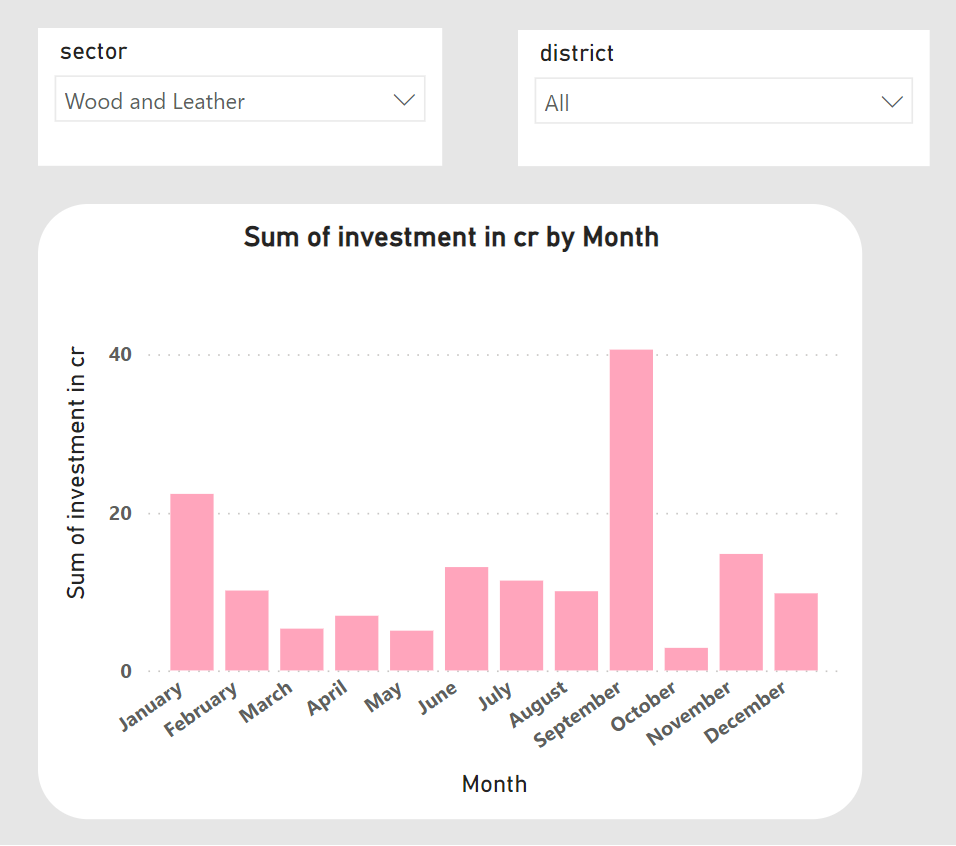 sector
Wood and Leather
district
All
Sum of investment in cr by Month
Sum of investment in cr
40
20
0
January
February
March
April
May
June
July
August
September
October
November
December
Month